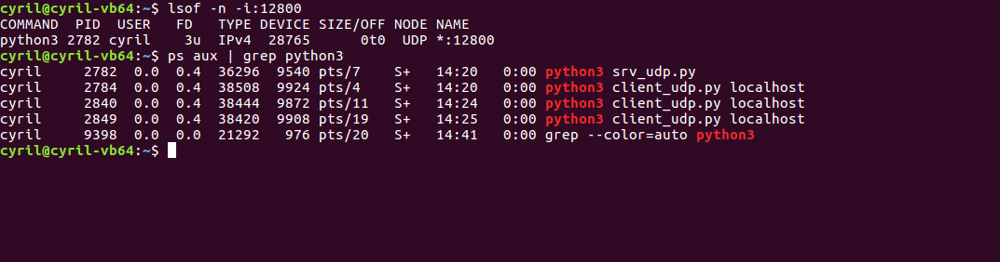 cyril@cyril-vb64:~$ lsof -n -i:12800
COMMAND  PID  USER   FD   TYPE DEVICE SIZE/OFF NODE NAME
python3 2782 cyril    3u  IPv4  28765      0t0  UDP *:12800
cyril@cyril-vb64:~$ ps aux | grep python3
cyril     2782  0.0  0.4  36296  9540 pts/7    S+   14:20   0:00 python3 srv_udp.py
cyril     2784  0.0  0.4  38508  9924 pts/4    S+   14:20   0:00 python3 client_udp.py localhost
cyril     2840  0.0  0.4  38444  9872 pts/11   S+   14:24   0:00 python3 client_udp.py localhost
cyril     2849  0.0  0.4  38420  9908 pts/19   S+   14:25   0:00 python3 client_udp.py localhost
cyril     9398  0.0  0.0  21292   976 pts/20   S+   14:41   0:00 grep --color=auto python3
cyril@cyril-vb64:~$